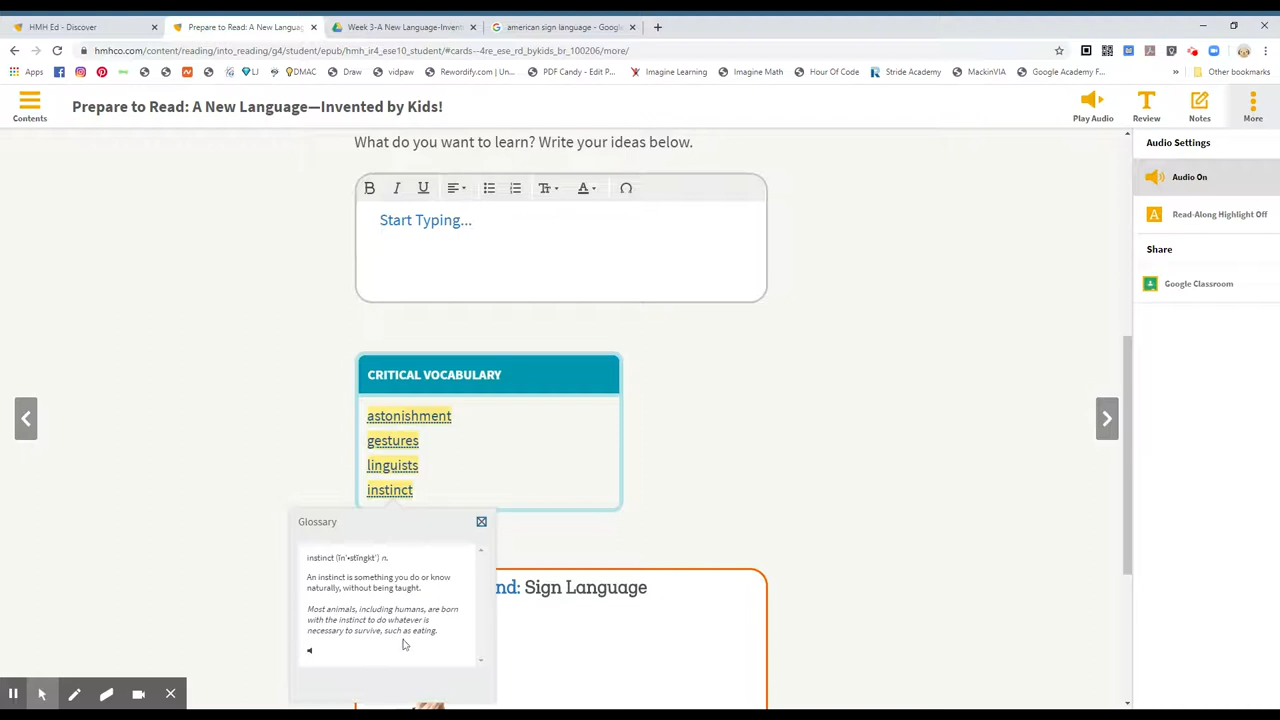 HMH Ed - Discover
Prepare to Read: A New Languag
Week 3-A New Language-Invent
american sign language - Google
hmhco.com/content/reading/into_reading/g4/student/epub/hmh_ir4_ese10_student/#cards--4re_ese_rd_bykids_br_100206/more/
Apps
LJ
DMAC
Draw
vidpaw
Rewordify.com | Un...
PDF Candy - Edit P...
Imagine Learning
Imagine Math
Hour Of Code
Stride Academy
MackinVIA
Google Academy F...
»
Other bookmarks
Contents
Prepare to Read: A New Language—Invented by Kids!
Play Audio
Review
Notes
More
What do you want to learn? Write your ideas below.
Start Typing...
Audio Settings
Audio On
Read-Along Highlight Off
Share
Google Classroom
CRITICAL VOCABULARY
astonishment
gestures
linguists
instinct
Glossary
instinct (ĭn′•stĭngkt′) n.
An instinct is something you do or know
naturally, without being taught.
Most animals, including humans, are born
with the instinct to do whatever is
necessary to survive, such as eating.
nd: Sign Language